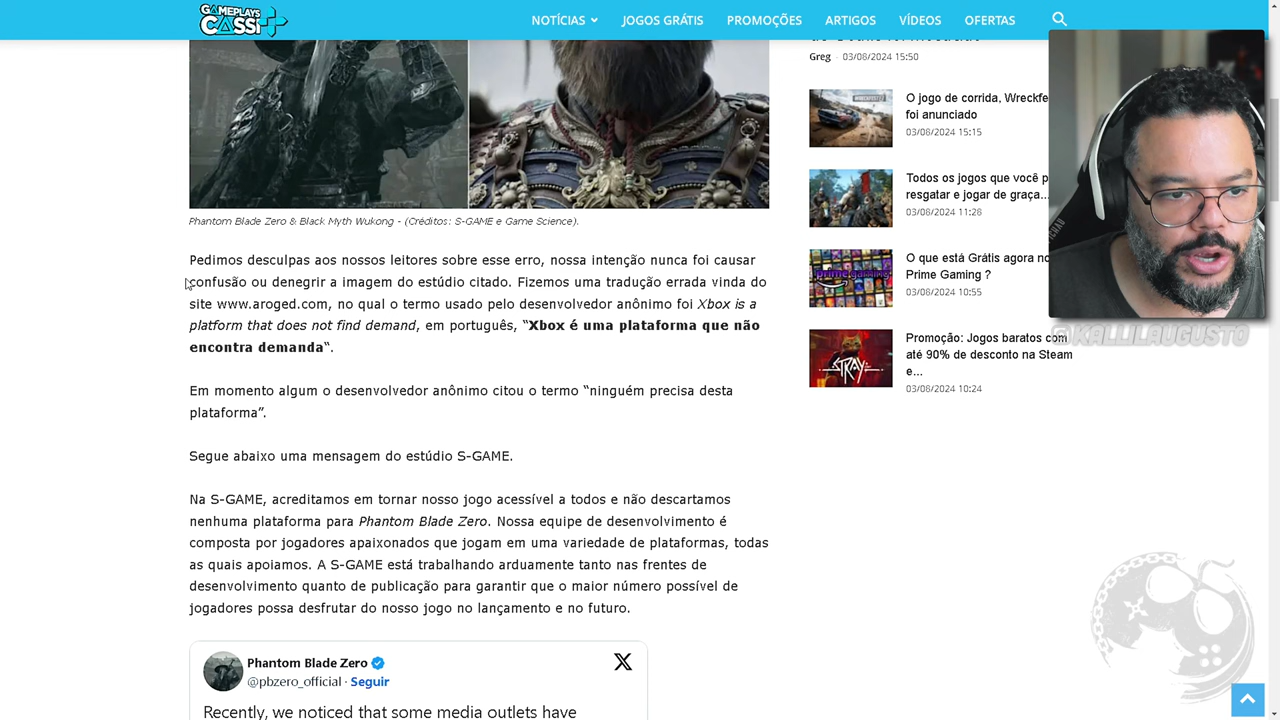 GAMEPLAYS
CASSI
NOTÍCIAS
JOGOS GRÁTIS
PROMOÇÕES
ARTIGOS
VÍDEOS
OFERTAS
Phantom Blade Zero & Black Myth Wukong - (Créditos: S-GAME e Game Science).
Pedimos desculpas aos nossos leitores sobre esse erro, nossa intenção nunca foi causar
confusão ou denegrir a imagem do estúdio citado. Fizemos uma tradução errada vinda do
site www.areged.com, no qual o termo usado pelo desenvolvedor anônimo foi Xbox is a
platform that does not find demand, em português, “Xbox é uma plataforma que não
encontra demanda“.
Em momento algum o desenvolvedor anônimo citou o termo “ninguém precisa desta
plataforma”.
Segue abaixo uma mensagem do estúdio S-GAME.
Na S-GAME, acreditamos em tornar nosso jogo acessível a todos e não descartamos
nenhuma plataforma para Phantom Blade Zero. Nossa equipe de desenvolvimento é
composta por jogadores apaixonados que jogam em uma variedade de plataformas, todas
as quais apoiamos. A S-GAME está trabalhando arduamente tanto nas frentes de
desenvolvimento quanto de publicação para garantir que o maior número possível de
jogadores possa desfrutar do nosso jogo no lançamento e no futuro.
Phantom Blade Zero
@pbzero_official · Seguir
Recently, we noticed that some media outlets have
Greg - 03/08/2024 15:50
O jogo de corrida, Wreckfe
foi anunciado
03/08/2024 15:15
Todos os jogos que você p
resgatar e jogar de graça...
03/08/2024 11:28
O que está Grátis agora no
Prime Gaming ?
03/08/2024 10:55
Promoção: Jogos baratos com
até 90% de desconto na Steam
e...
03/08/2024 10:24
prime gaming
STRAY
@KALLILAUGUSTO